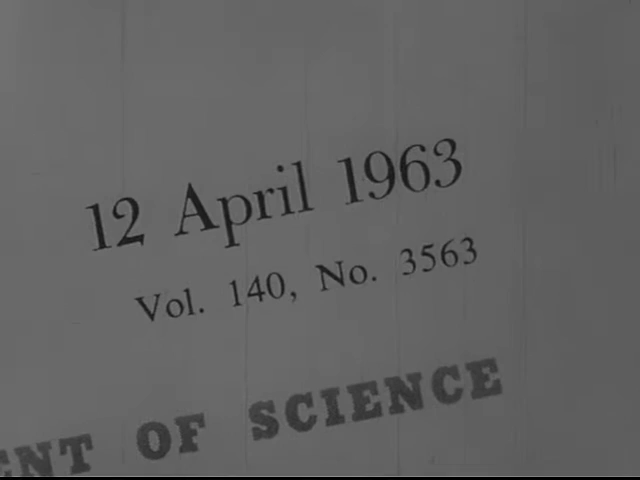 12 April 1963
Vol. 140, No. 3563
ENT OF SCIENCE